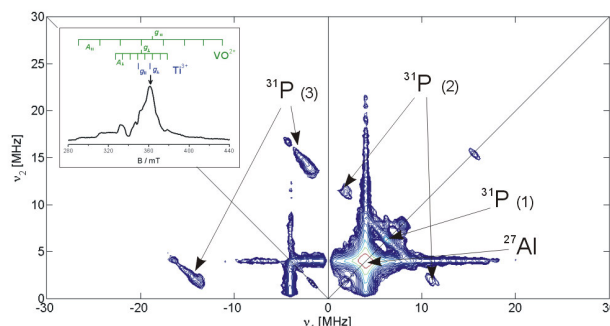 g∥
A∥ VO²⁺
g⊥
A⊥
g∥ g⊥ Ti³⁺
280 320 360 400 440
B / mT
³¹P (3)
³¹P (2)
³¹P (1)
²⁷Al
30
25
20
15
10
5
0
ν₂ [MHz]
-30 -20 -10 0 10 20 30
[MHz]